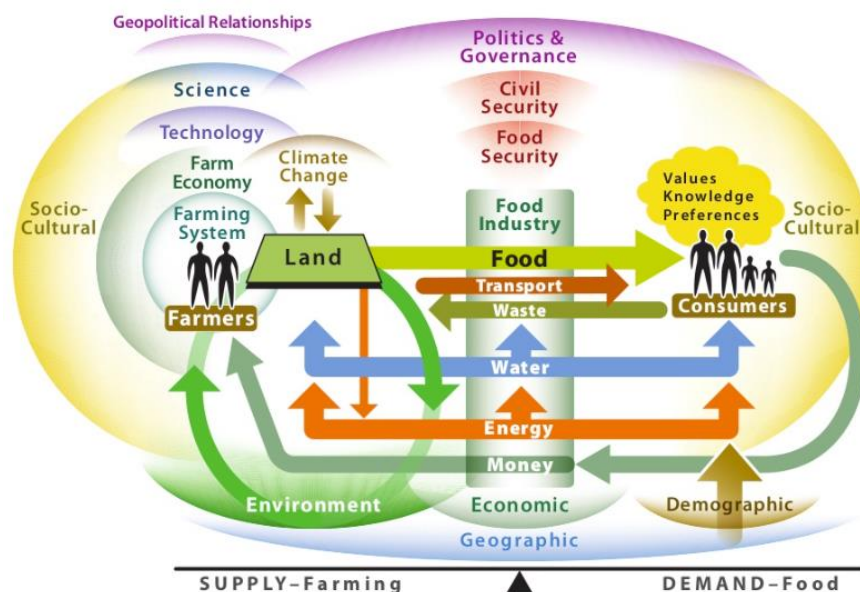 Geopolitical Relationships
Politics &
Governance
Science
Civil
Security
Technology
Food
Security
Climate
Change
Farm
Economy
Values
Knowledge
Preferences
Socio-
Cultural
Farming
System
Food
Industry
Socio-
Cultural
Land
Food
Transport
Farmers
Waste
Consumers
Water
Energy
Money
Environment
Economic
Demographic
Geographic
SUPPLY–Farming
DEMAND–Food